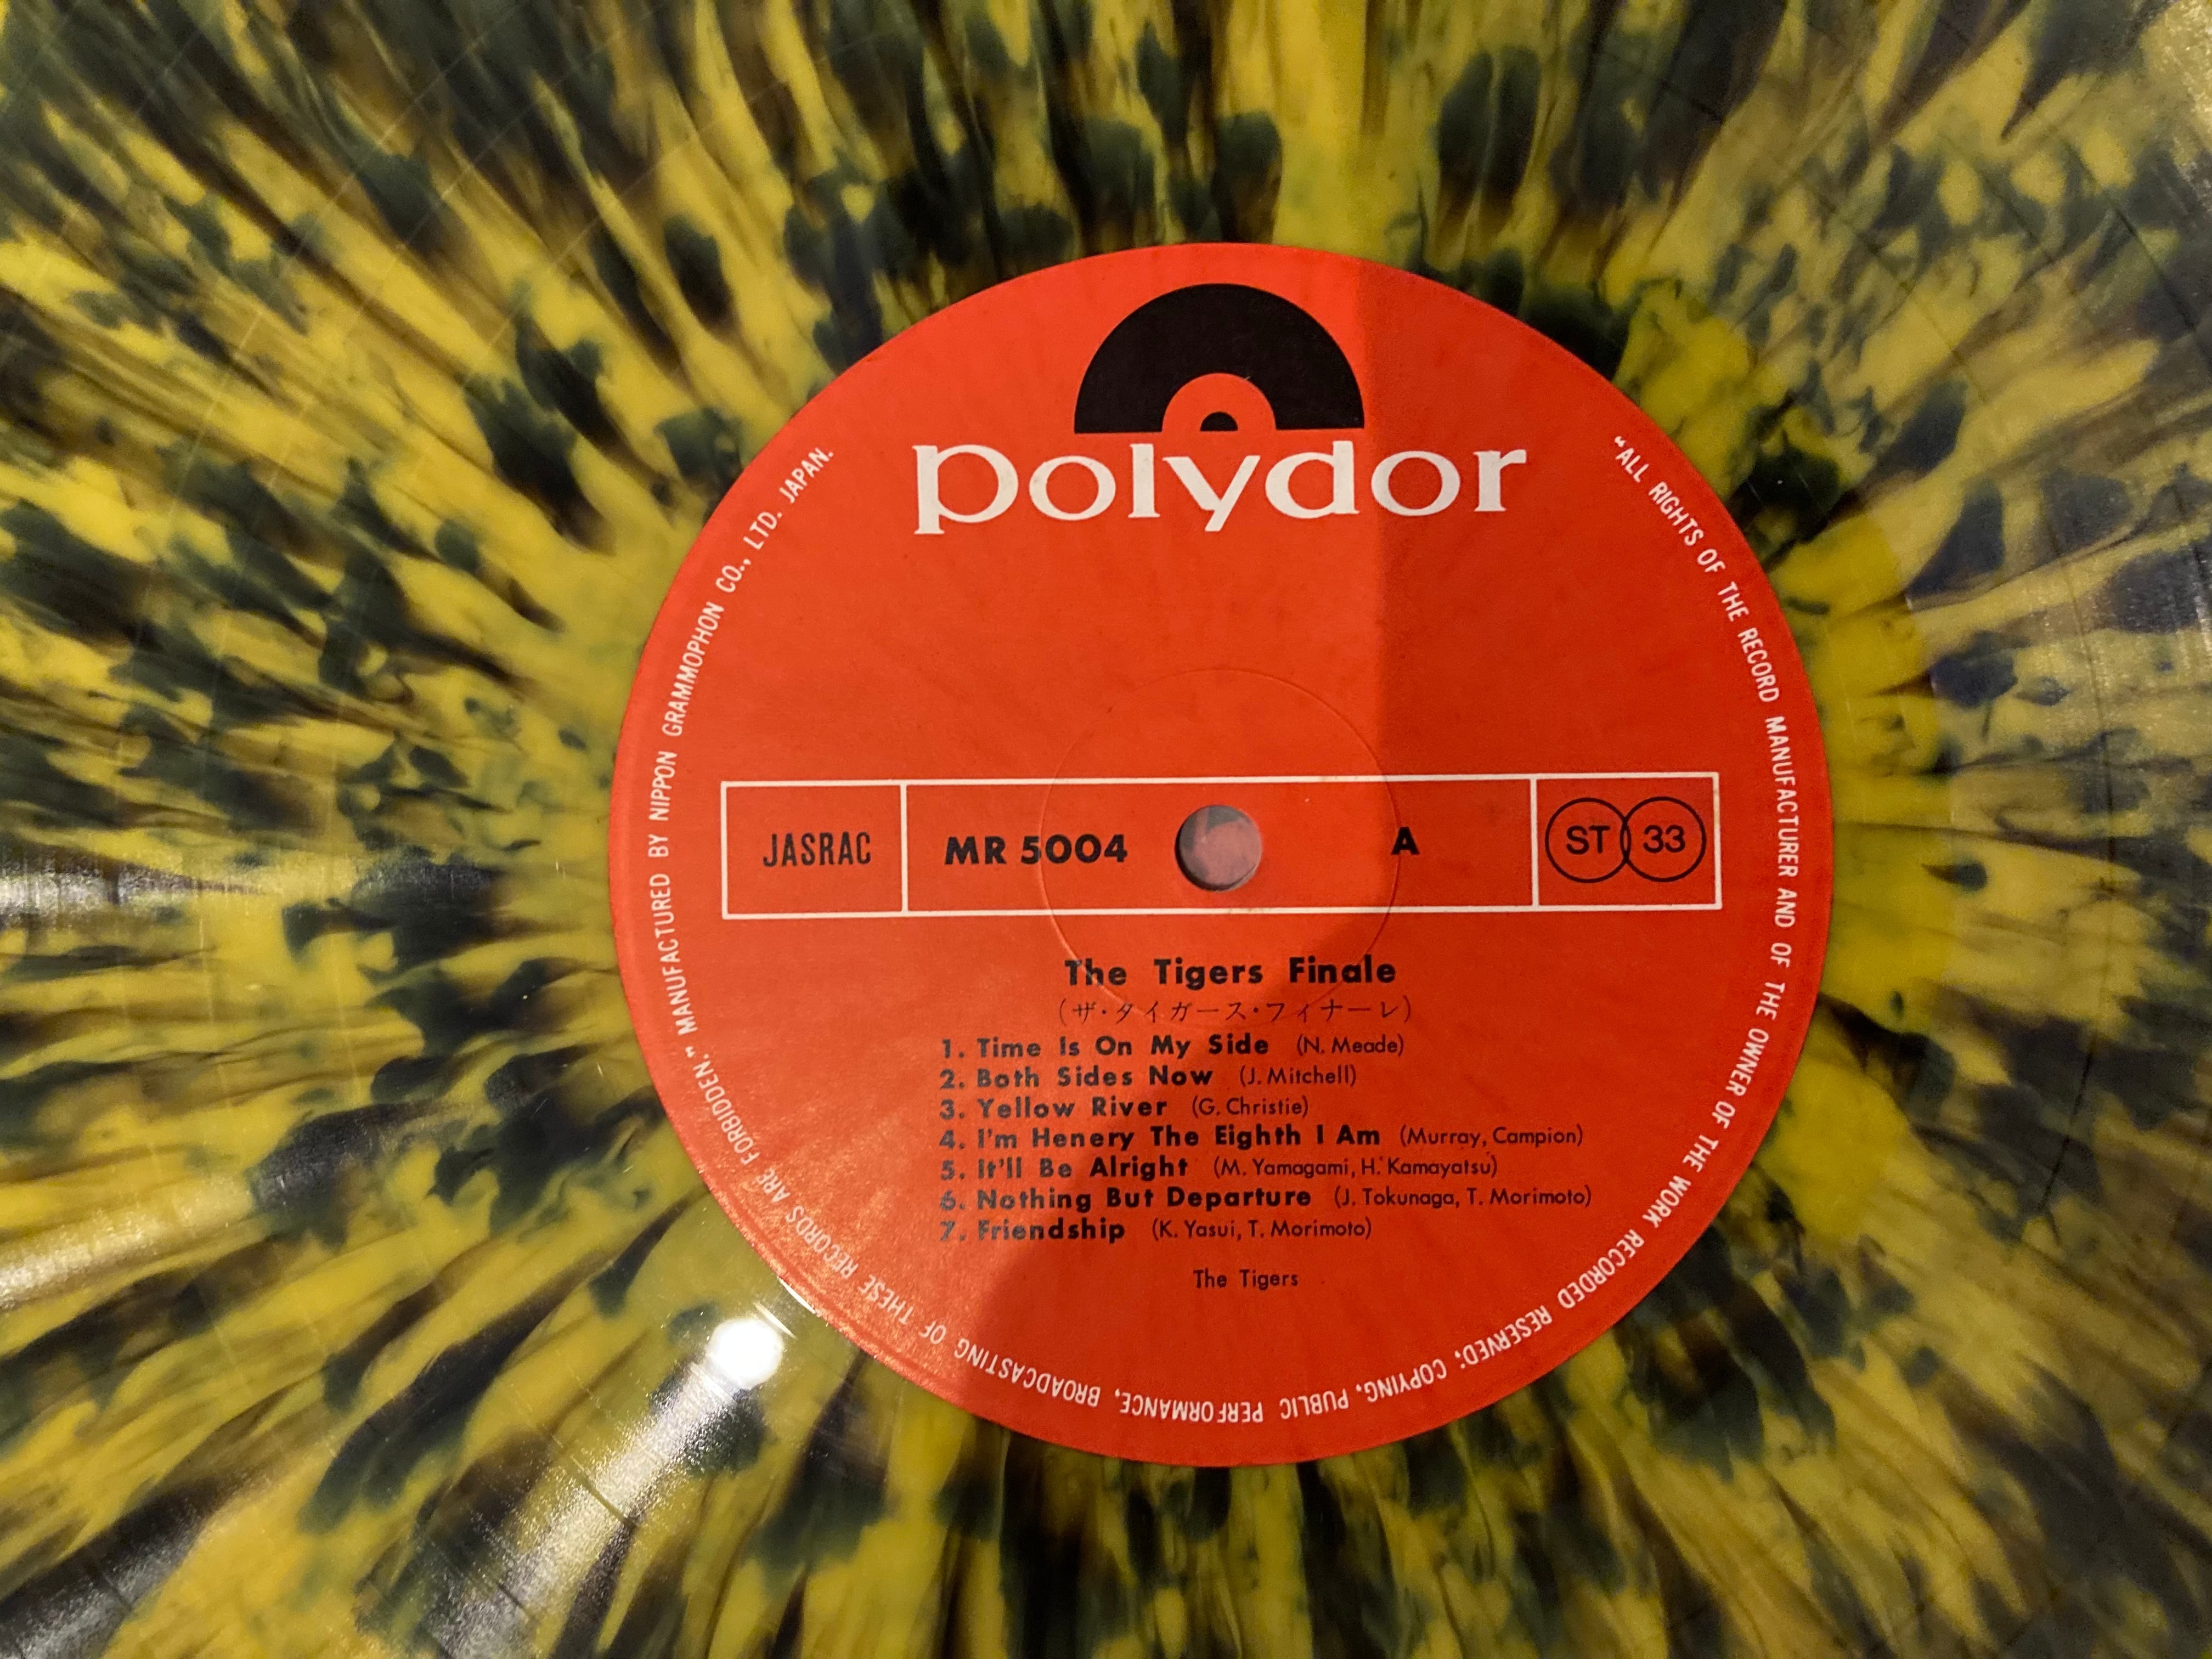 polydor
JASRAC
MR 5004
A
ST 33
The Tigers Finale
(ザ・タイガース・フィナーレ)
1. Time Is On My Side (N. Meade)
2. Both Sides Now (J. Mitchell)
3. Yellow River (G. Christie)
4. I'm Henery The Eighth I Am (Murray, Campion)
5. It'll Be Alright (M. Yamagami, H. Kamayatsu)
6. Nothing But Departure (J. Tokunaga, T. Morimoto)
7. Friendship (K. Yasui, T. Morimoto)
The Tigers
"ALL RIGHTS OF THE RECORD MANUFACTURER AND OF THE OWNER OF THE WORK RECORDED RESERVED; COPYING, PUBLIC PERFORMANCE, BROADCASTING OF THESE RECORDS ARE FORBIDDEN." MANUFACTURED BY NIPPON GRAMMOPHON CO., LTD. JAPAN.